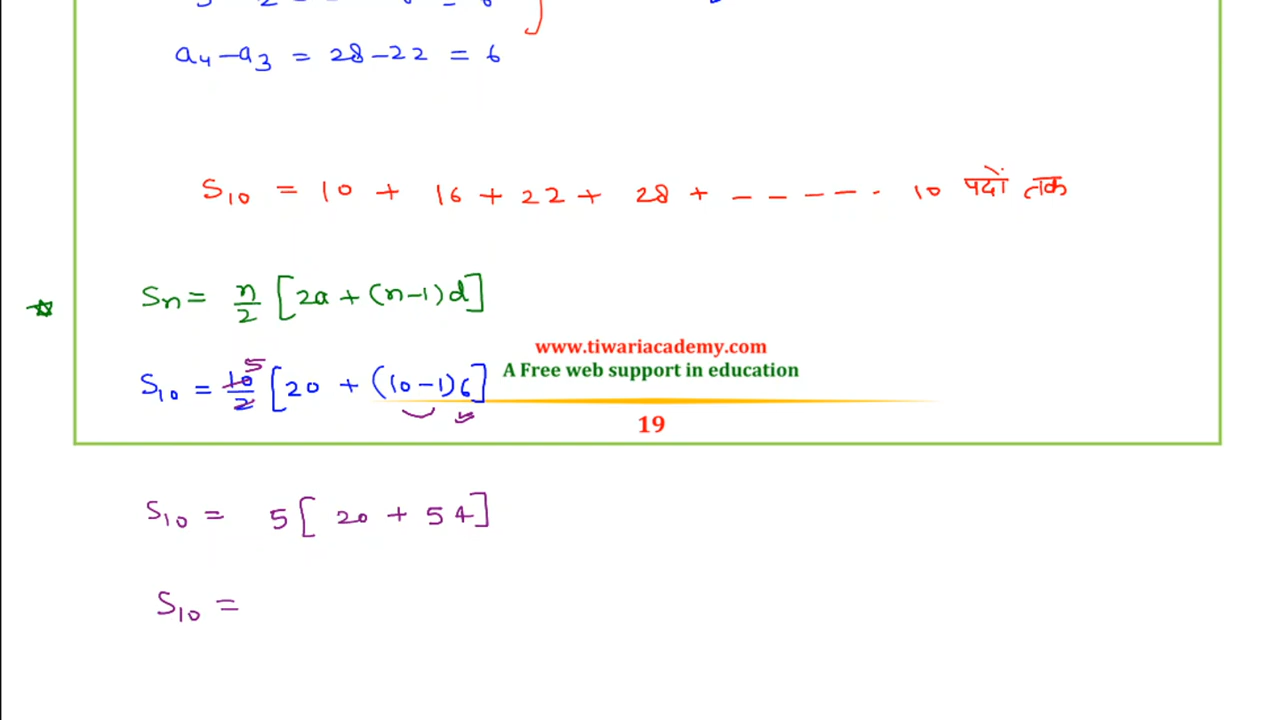 a₄-a₃ = 28-22 = 6
S₁₀ = 10 + 16 + 22 + 28 + ----- 10 पदों तक
Sn = n/2 [2a + (n-1)d]
www.tiwariacademy.com
A Free web support in education
S₁₀ = 10/2 5 [20 + (10-1)6]
19
S₁₀ = 5[20 + 54]
S₁₀ =